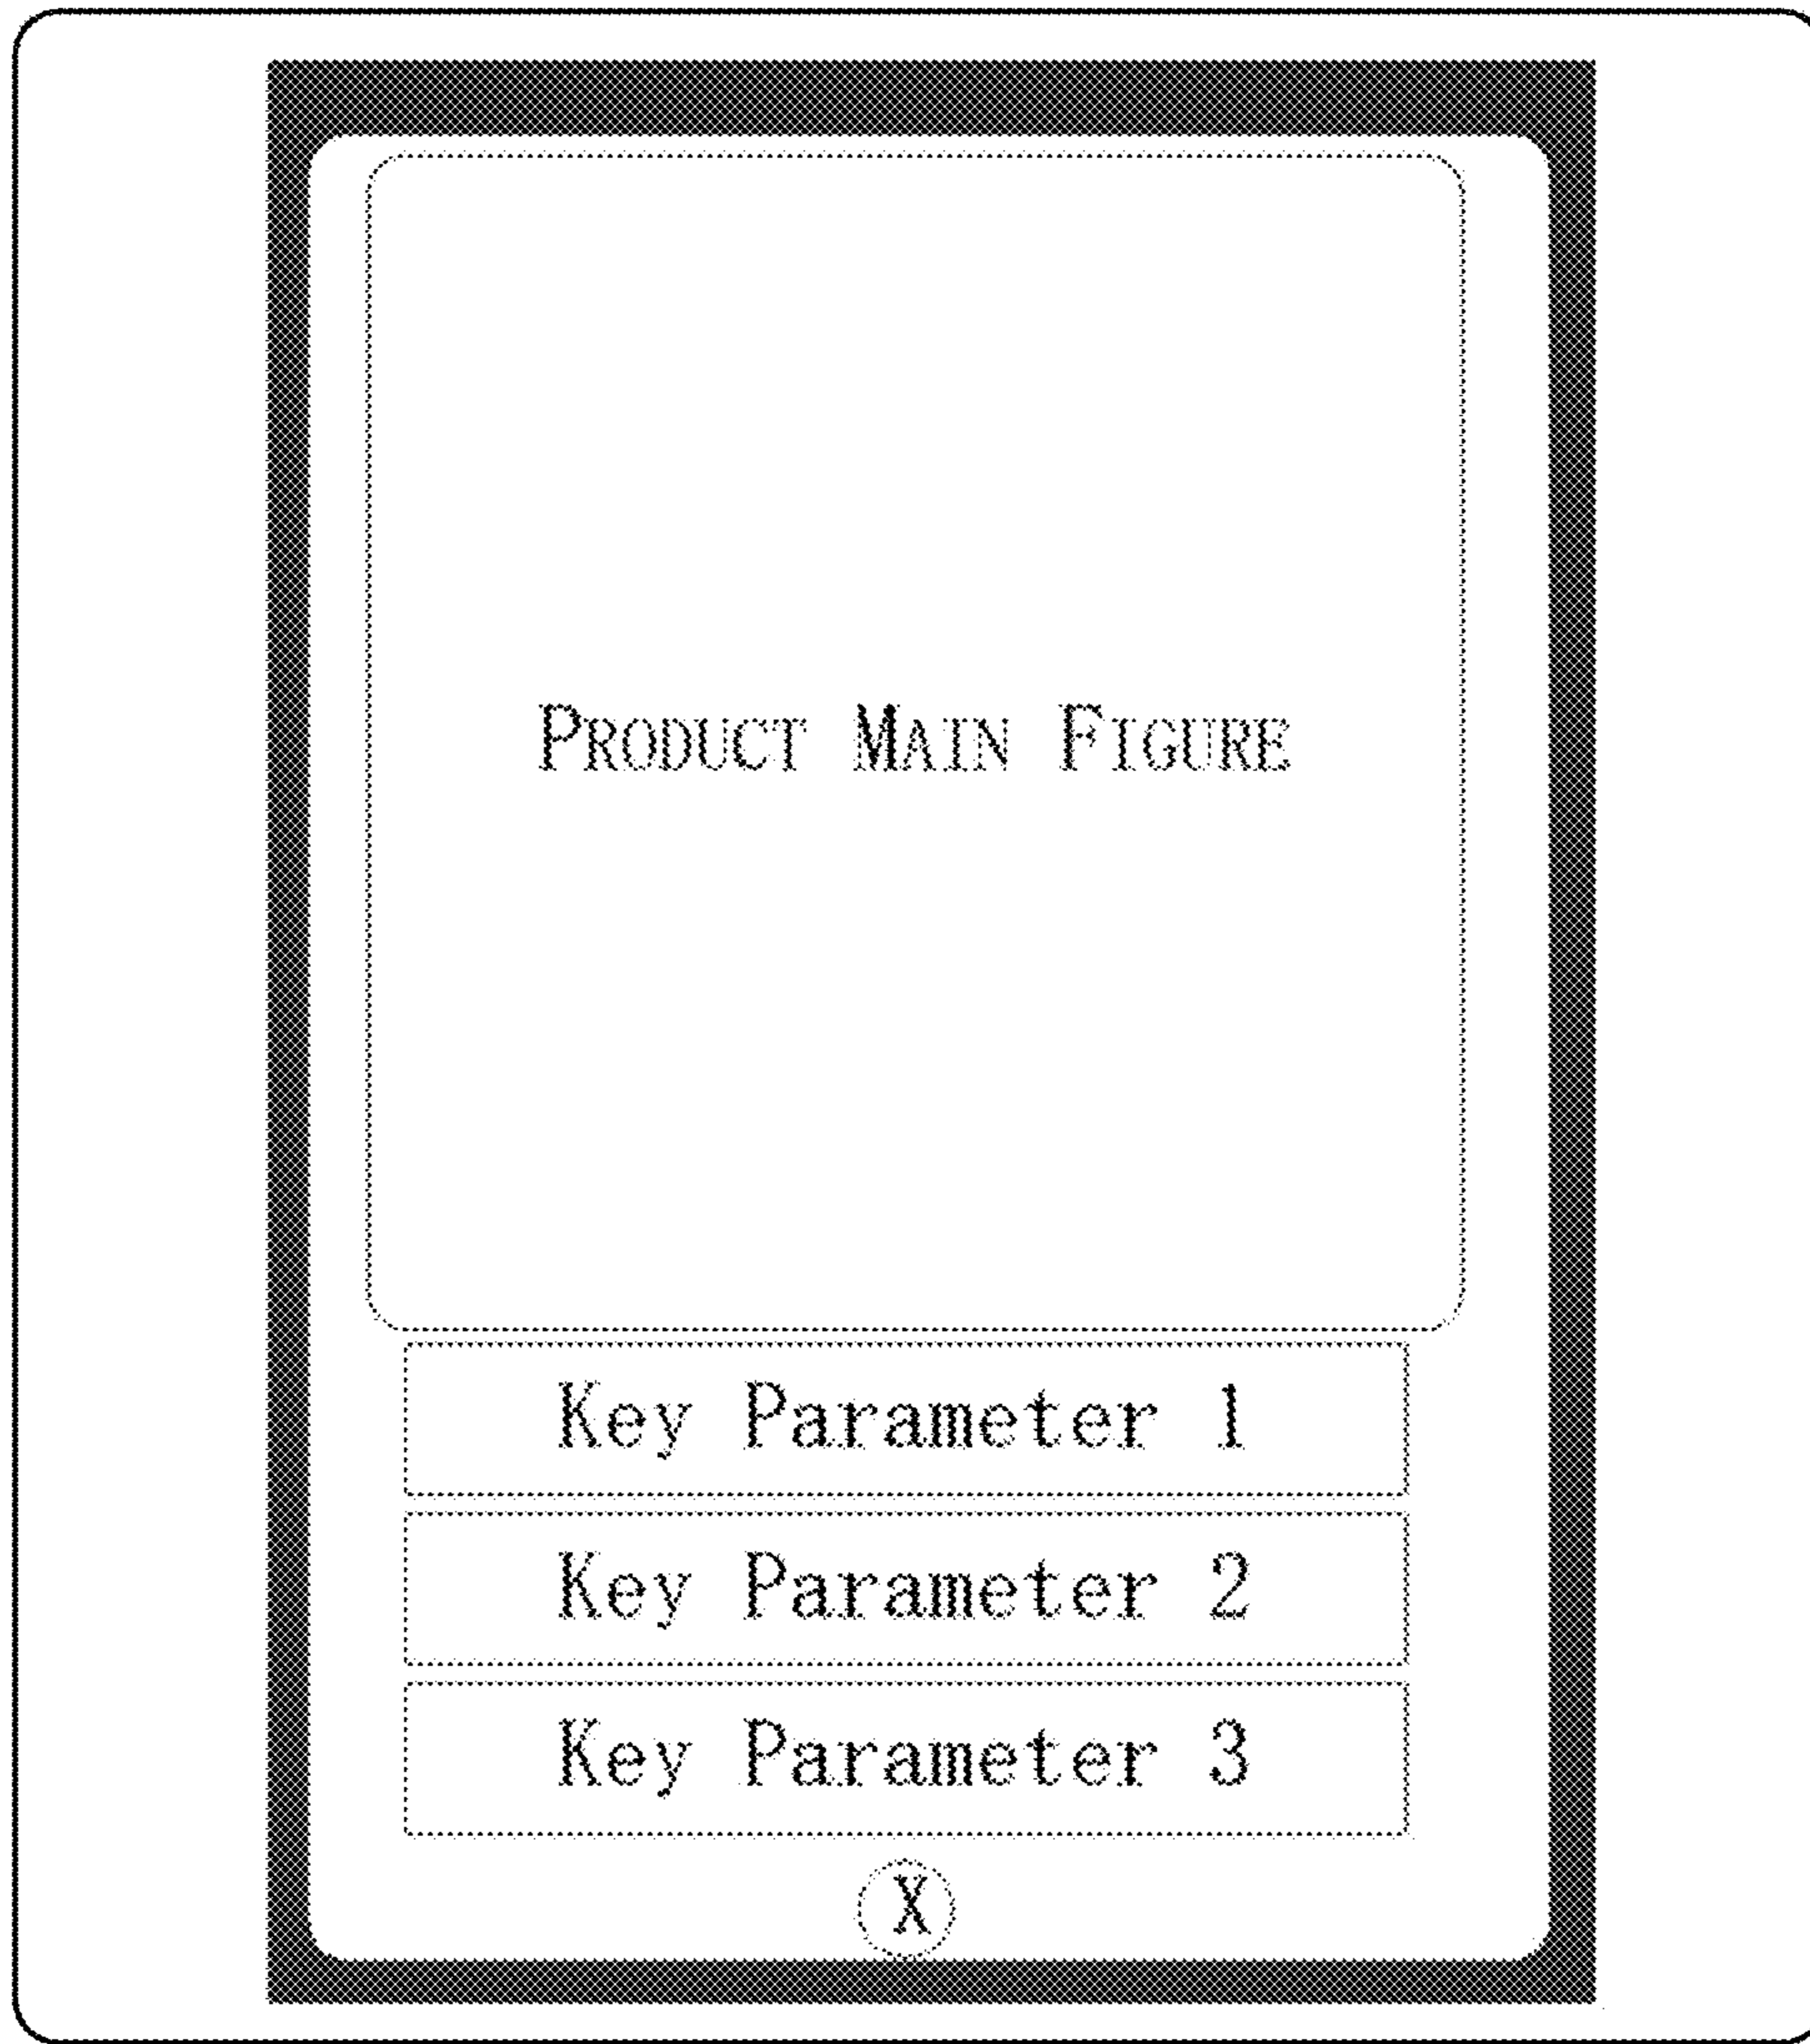 Product Main Figure
Key Parameter 1
Key Parameter 2
Key Parameter 3
X